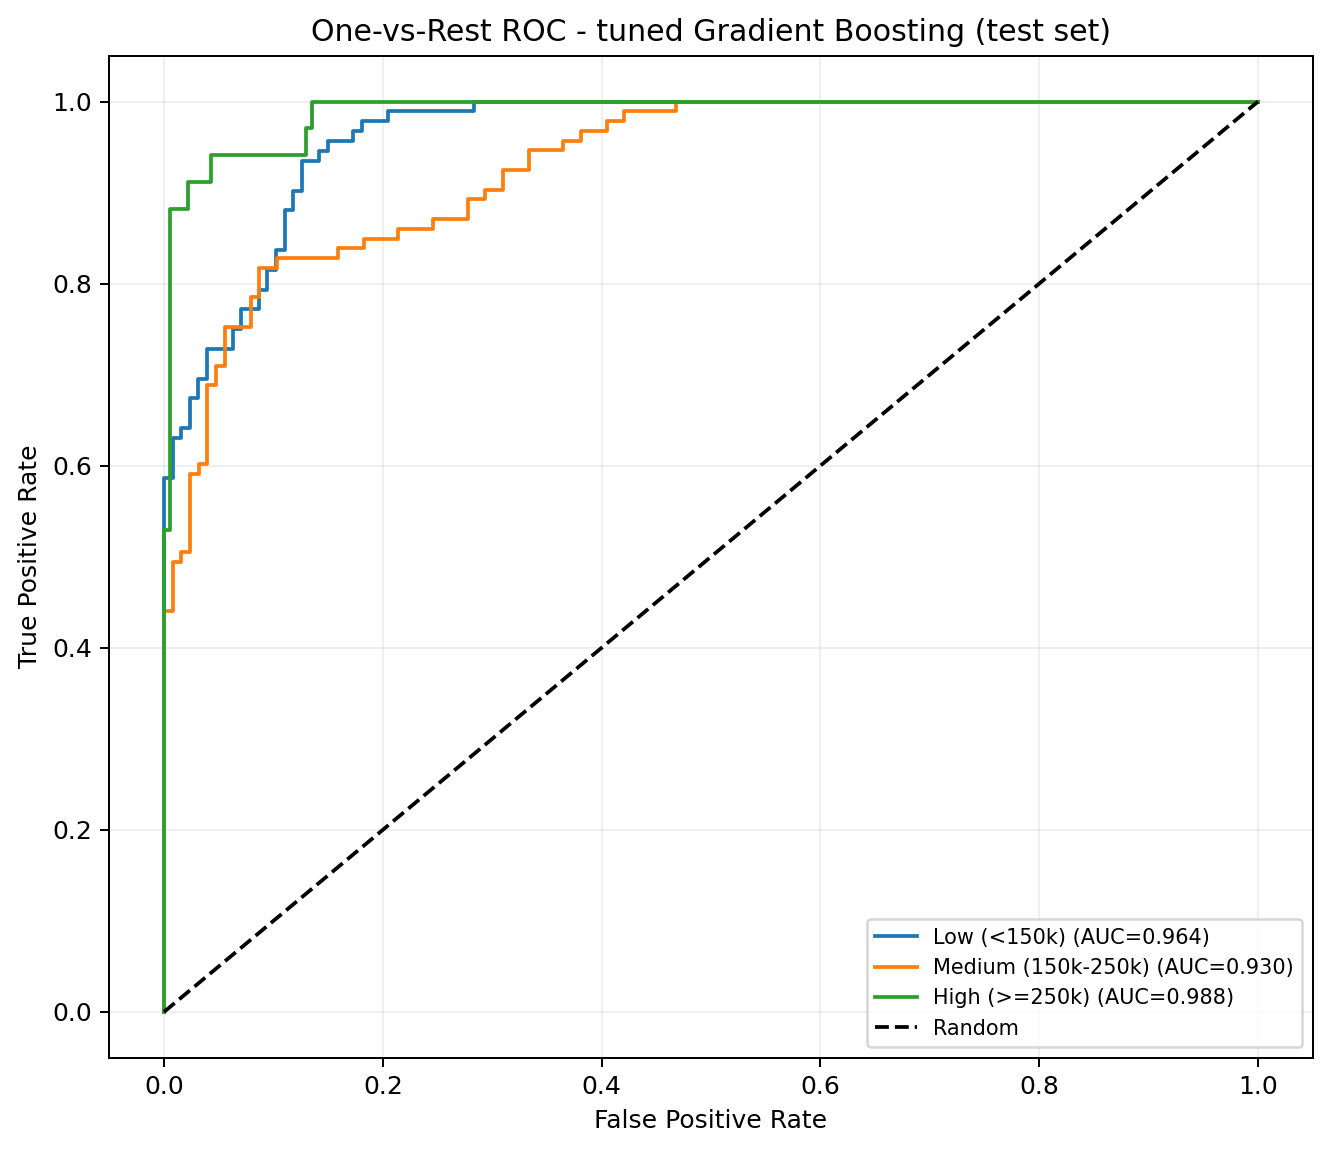 One-vs-Rest ROC - tuned Gradient Boosting (test set)
True Positive Rate
1.0
0.8
0.6
0.4
0.2
0.0
Low (<150k) (AUC=0.964)
Medium (150k-250k) (AUC=0.930)
High (>=250k) (AUC=0.988)
Random
0.0 0.2 0.4 0.6 0.8 1.0
False Positive Rate